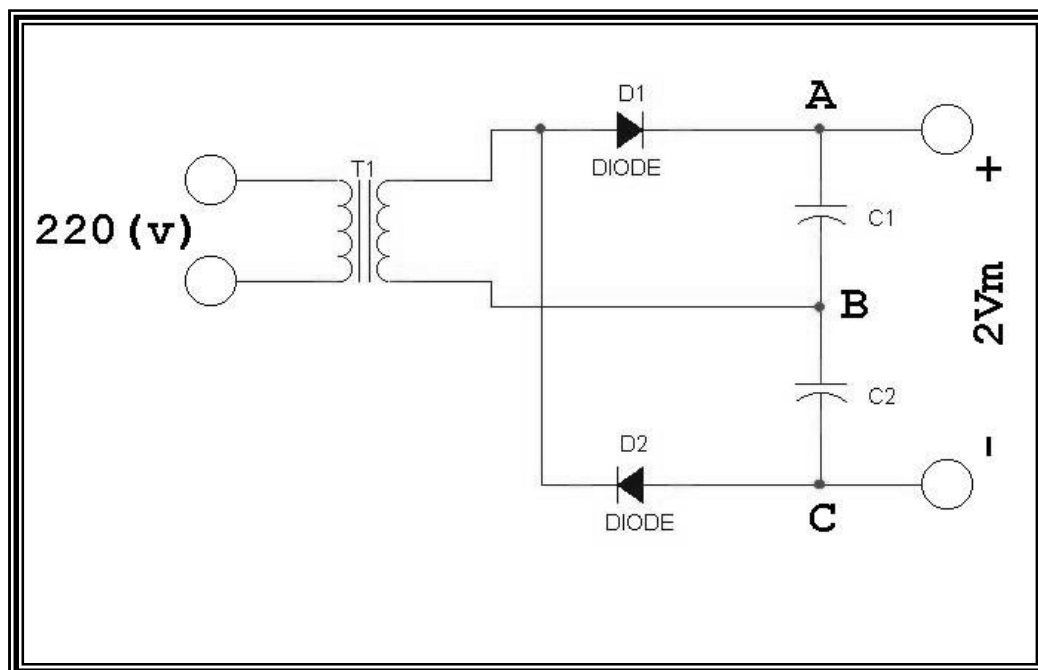 D1
A
DIODE
T1
+
220(v)
C1
B
2Vm
C2
D2
-
DIODE
C